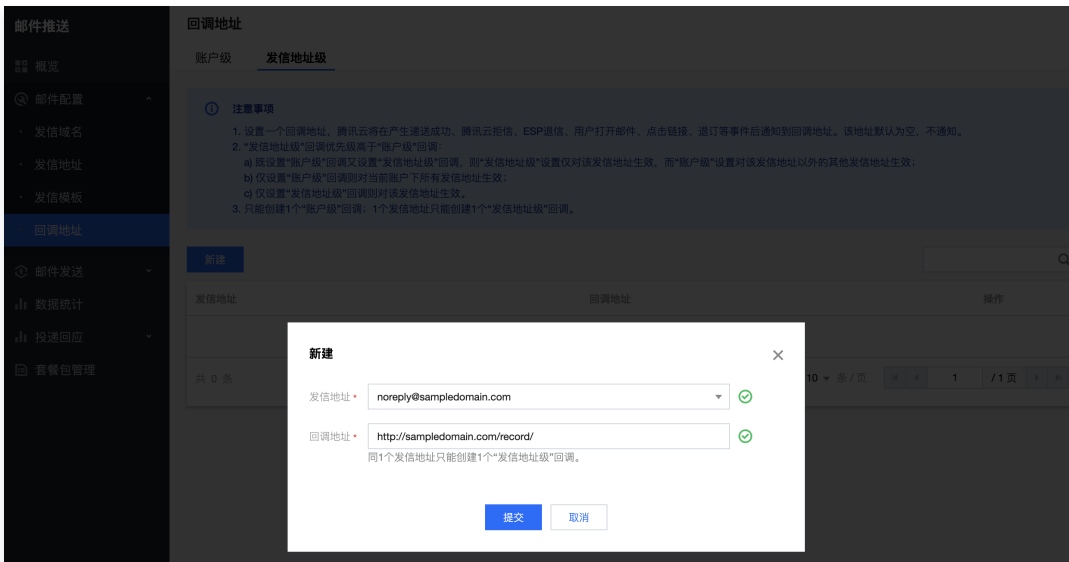 邮件推送
概览
邮件配置
发信域名
发信地址
发信模板
回调地址
邮件发送
数据统计
投递回应
套餐包管理
回调地址
账户级 发信地址级
注意事项
1. 设置一个回调地址，腾讯云将在产生递送成功、腾讯云拒信、ESP退信、用户打开邮件、点击链接、退订等事件后通知到回调地址。该地址默认为空，不通知。
2. “发信地址级”回调优先级高于“账户级”回调：
a) 既设置“账户级”回调又设置“发信地址级”回调，则“发信地址级”设置仅对该发信地址生效，而“账户级”设置对该发信地址以外的其他发信地址生效；
b) 仅设置“账户级”回调则对当前账户下所有发信地址生效；
c) 仅设置“发信地址级”回调则对该发信地址生效。
3. 只能创建1个“账户级”回调；1个发信地址只能创建1个“发信地址级”回调。
新建
发信地址 回调地址 操作
共 0 条 10 条 / 页 1 / 1 页
新建
发信地址 * noreply@sampledomain.com
回调地址 * http://sampledomain.com/record/
同1个发信地址只能创建1个“发信地址级”回调。
提交 取消